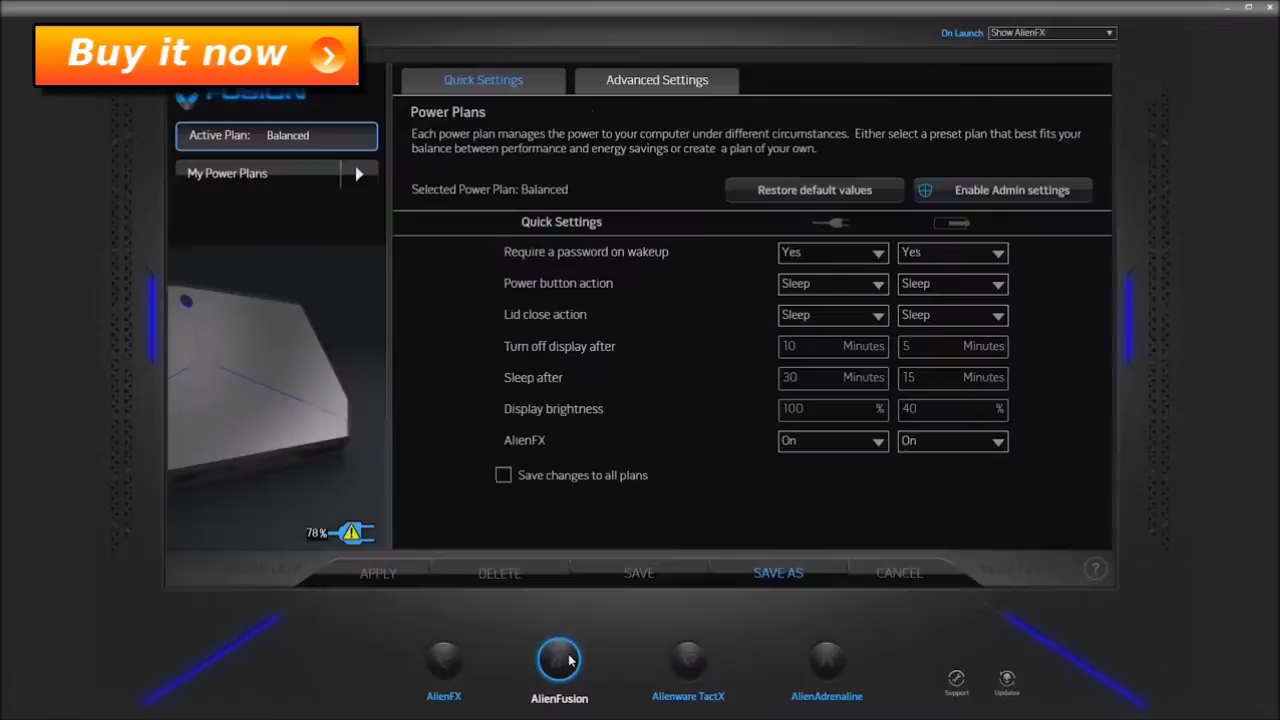 Buy it now
On Launch Show AlienFX
FUSION
Quick Settings Advanced Settings
Active Plan: Balanced
My Power Plans
Power Plans
Each power plan manages the power to your computer under different circumstances. Either select a preset plan that best fits your
balance between performance and energy savings or create a plan of your own.
Selected Power Plan: Balanced Restore default values Enable Admin settings
Quick Settings
Require a password on wakeup Yes Yes
Power button action Sleep Sleep
Lid close action Sleep Sleep
Turn off display after 10 Minutes 5 Minutes
Sleep after 30 Minutes 15 Minutes
Display brightness 100 % 40 %
AlienFX On On
Save changes to all plans
78%
APPLY DELETE SAVE SAVE AS CANCEL ?
AlienFX AlienFusion Alienware TactX AlienAdrenaline Support Updates